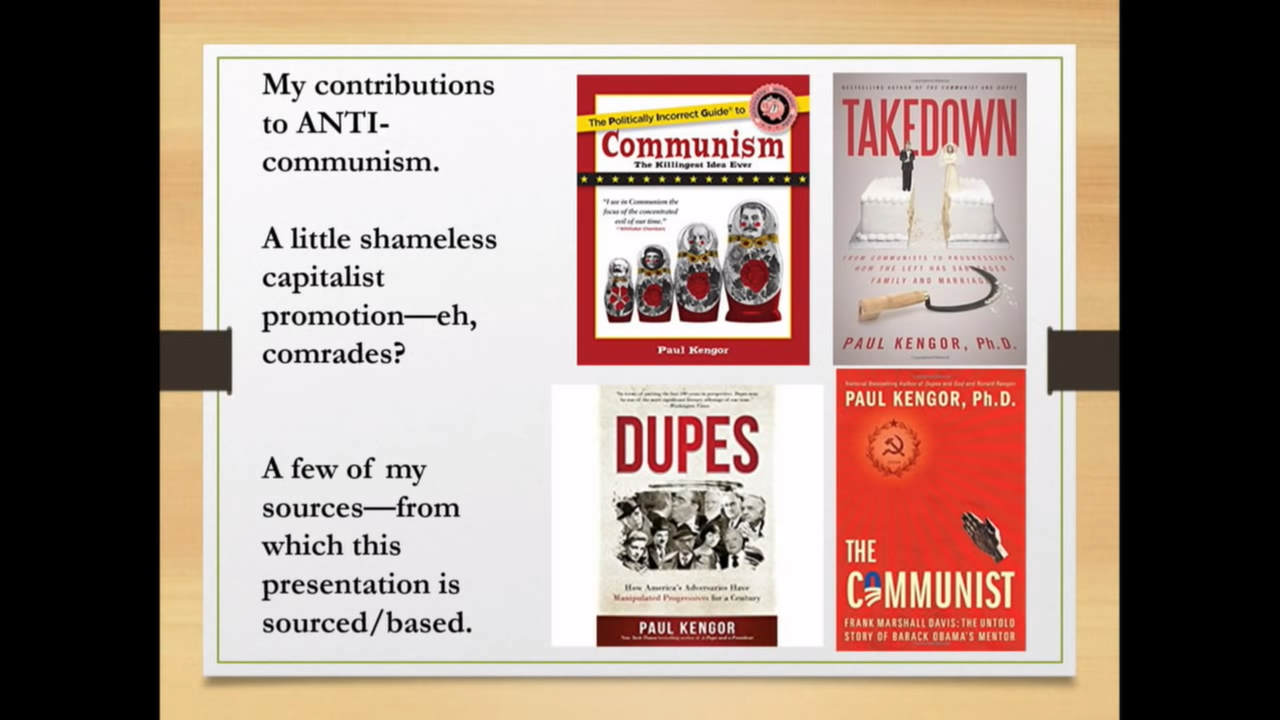 My contributions
to ANTI-
communism.
A little shameless
capitalist
promotion—eh,
comrades?
A few of my
sources—from
which this
presentation is
sourced/based.
The Politically Incorrect Guide® to
Communism
The Killingest Idea Ever
"I see in Communism the
focus of the concentrated
evil of our time."
—Whittaker Chambers
Paul Kengor
BESTSELLING AUTHOR OF THE COMMUNIST AND DUPES
TAKEDOWN
FROM COMMUNISTS TO PROGRESSIVES
HOW THE LEFT HAS SABOTAGED
FAMILY AND MARRIAGE
PAUL KENGOR, Ph.D.
—Washington Times
DUPES
How America's Adversaries Have
Manipulated Progressives for a Century
PAUL KENGOR
New York Times bestselling author of A Pope and a President
National Bestselling Author of Dupes and God and Ronald Reagan
PAUL KENGOR, Ph.D.
THE
COMMUNIST
FRANK MARSHALL DAVIS: THE UNTOLD
STORY OF BARACK OBAMA'S MENTOR